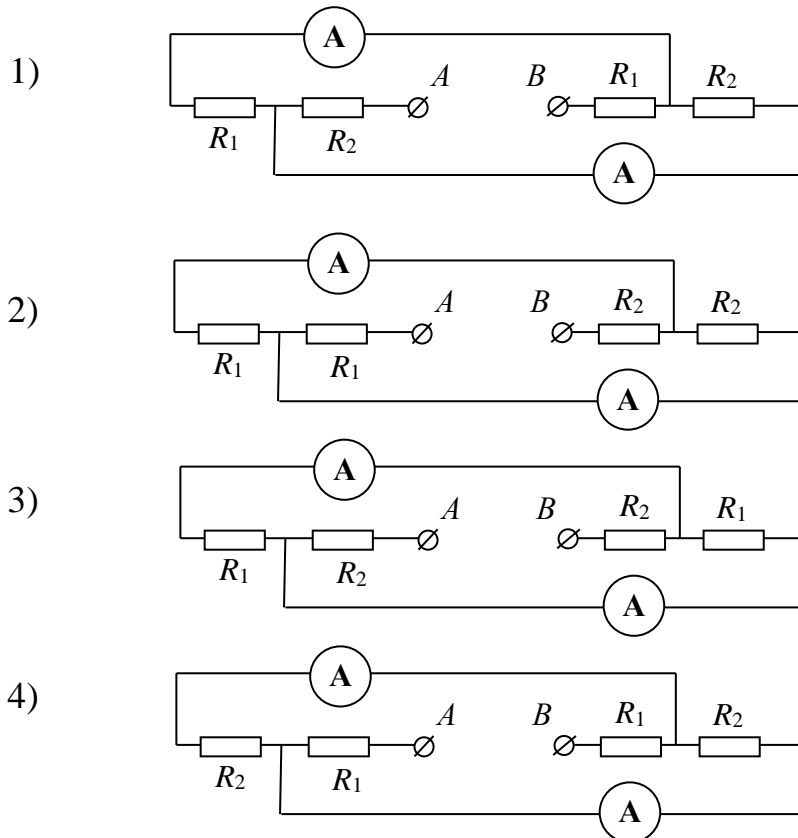 A
1) A B R₁ R₂
R₁ R₂
A
A
2) A B R₂ R₂
R₁ R₁
A
A
3) A B R₂ R₁
R₁ R₂
A
A
4) A B R₁ R₂
R₂ R₁
A